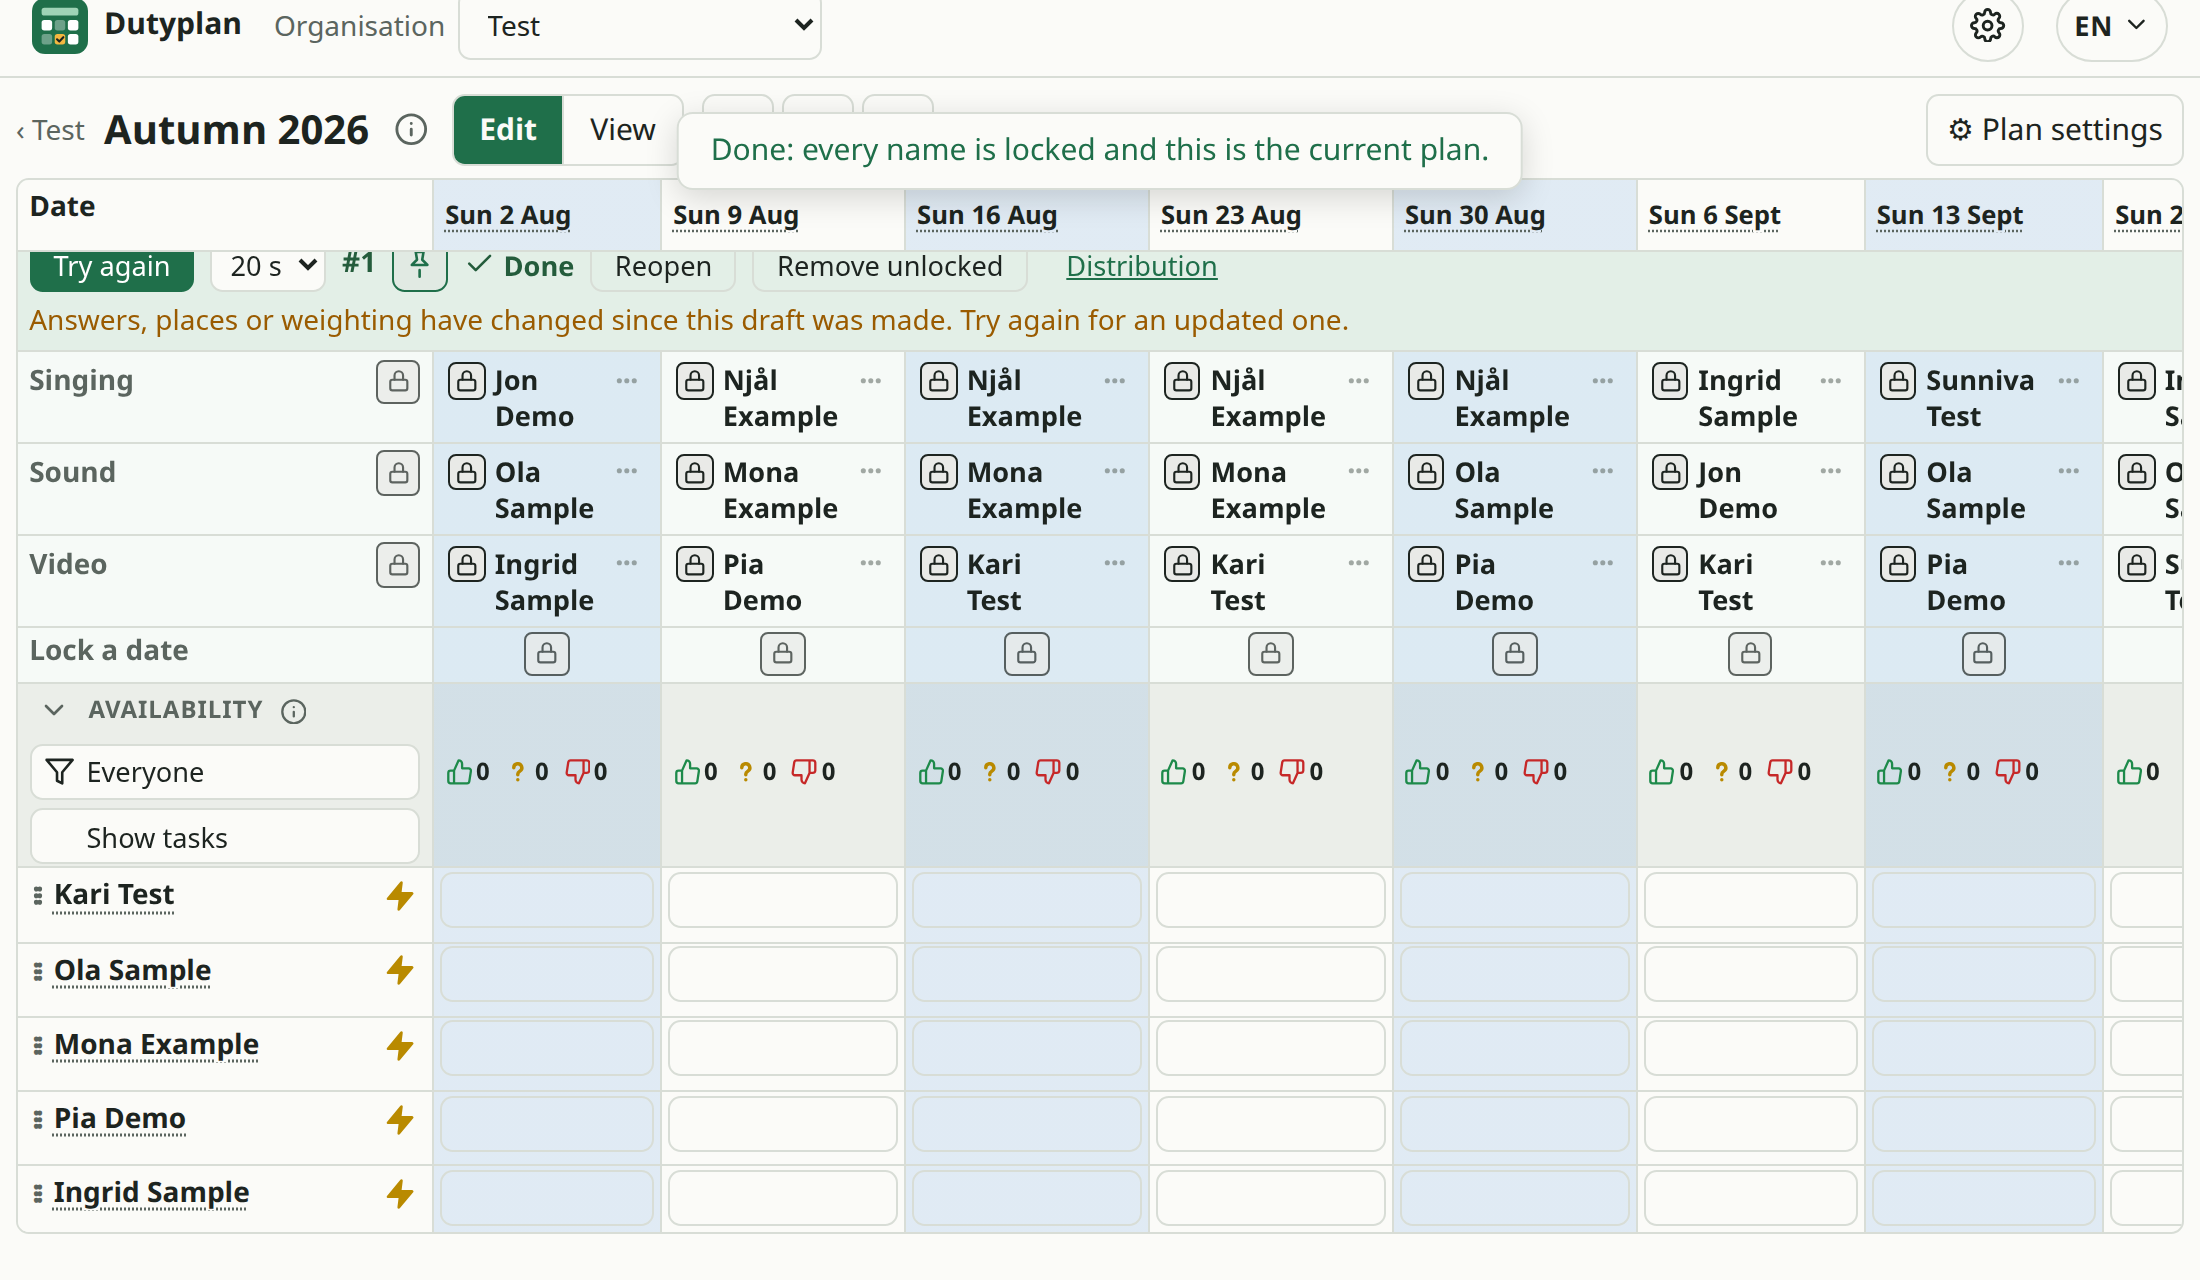 Dutyplan Organisation Test EN
‹ Test Autumn 2026 Edit View Plan settings
Done: every name is locked and this is the current plan.
Date Sun 2 Aug Sun 9 Aug Sun 16 Aug Sun 23 Aug Sun 30 Aug Sun 6 Sept Sun 13 Sept Sun 2
Try again 20 s #1 Done Reopen Remove unlocked Distribution
Answers, places or weighting have changed since this draft was made. Try again for an updated one.
Singing Jon Njål Njål Njål Njål Ingrid Sunniva
Demo Example Example Example Example Sample Test
Sound Ola Mona Mona Mona Ola Jon Ola
Sample Example Example Example Sample Demo Sample
Video Ingrid Pia Kari Kari Pia Kari Pia
Sample Demo Test Test Demo Test Demo
Lock a date
AVAILABILITY
Everyone 0 ? 0 0 0 ? 0 0 0 ? 0 0 0 ? 0 0 0 ? 0 0 0 ? 0 0 0 ? 0 0 0
Show tasks
Kari Test
Ola Sample
Mona Example
Pia Demo
Ingrid Sample